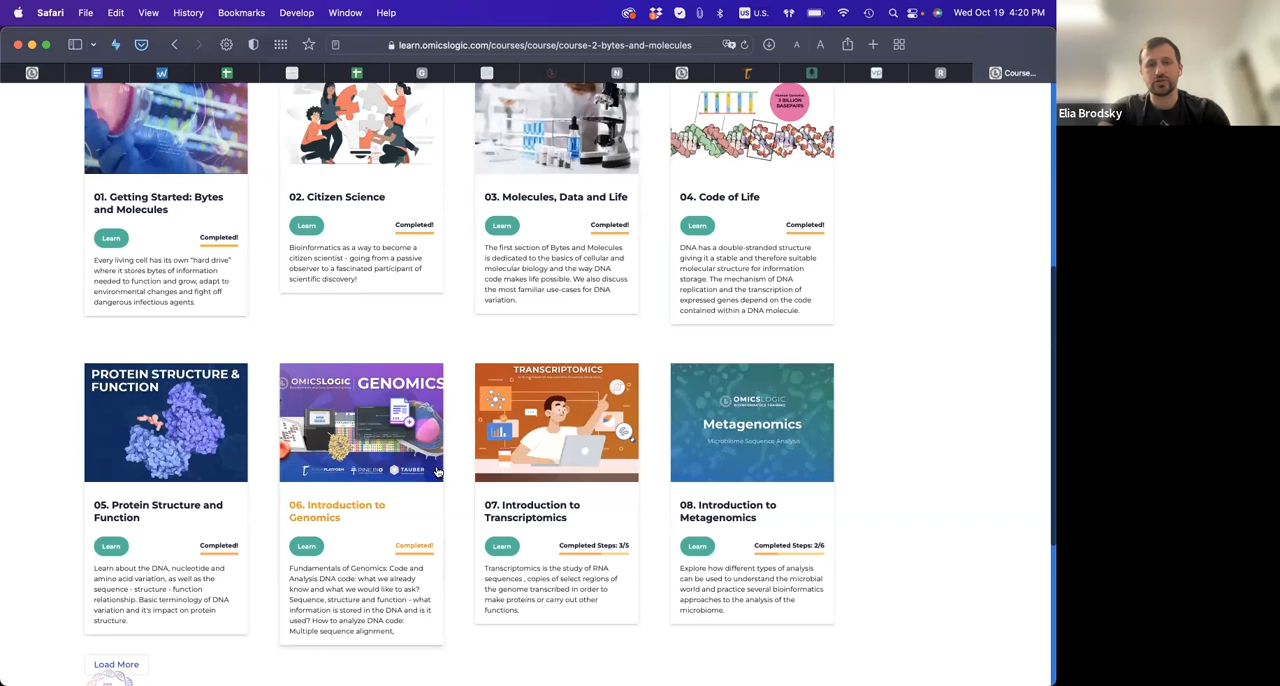 Safari File Edit View History Bookmarks Develop Window Help
US U.S. Wed Oct 19 4:20 PM
learn.omicslogic.com/courses/course/course-2-bytes-and-molecules
A A
W G N vp R Course...
Elia Brodsky
Human Genome:
3 BILLION
BASEPAIRS
01. Getting Started: Bytes
and Molecules
Learn Completed!
Every living cell has its own "hard drive"
where it stores bytes of information
needed to function and grow, adapt to
environmental changes and fight off
dangerous infectious agents.
02. Citizen Science
Learn Completed!
Bioinformatics as a way to become a
citizen scientist - going from a passive
observer to a fascinated participant of
scientific discovery!
03. Molecules, Data and Life
Learn Completed!
The first section of Bytes and Molecules
is dedicated to the basics of cellular and
molecular biology and the way DNA
code makes life possible. We also discuss
the most familiar use-cases for DNA
variation.
04. Code of Life
Learn Completed!
DNA has a double-stranded structure
giving it a stable and therefore suitable
molecular structure for information
storage. The mechanism of DNA
replication and the transcription of
expressed genes depend on the code
contained within a DNA molecule.
PROTEIN STRUCTURE &
FUNCTION
05. Protein Structure and
Function
Learn Completed!
Learn about the DNA, nucleotide and
amino acid variation, as well as the
sequence - structure - function
relationship. Basic terminology of DNA
variation and it's impact on protein
structure.
OMICSLOGIC GENOMICS
PLATFORM PINE BIO TAUBER
06. Introduction to
Genomics
Learn Completed!
Fundamentals of Genomics: Code and
Analysis DNA code: what we already
know and what we would like to ask?
Sequence, structure and function - what
information is stored in the DNA and is it
used? How to analyze DNA code:
Multiple sequence alignment,
TRANSCRIPTOMICS
07. Introduction to
Transcriptomics
Learn Completed Steps: 3/5
Transcriptomics is the study of RNA
sequences , copies of select regions of
the genome transcribed in order to
make proteins or carry out other
functions.
OMICSLOGIC
BIOINFORMATICS TRAINING
Metagenomics
Microbiome Sequence Analysis
08. Introduction to
Metagenomics
Learn Completed Steps: 2/6
Explore how different types of analysis
can be used to understand the microbial
world and practice several bioinformatics
approaches to the analysis of the
microbiome.
Load More